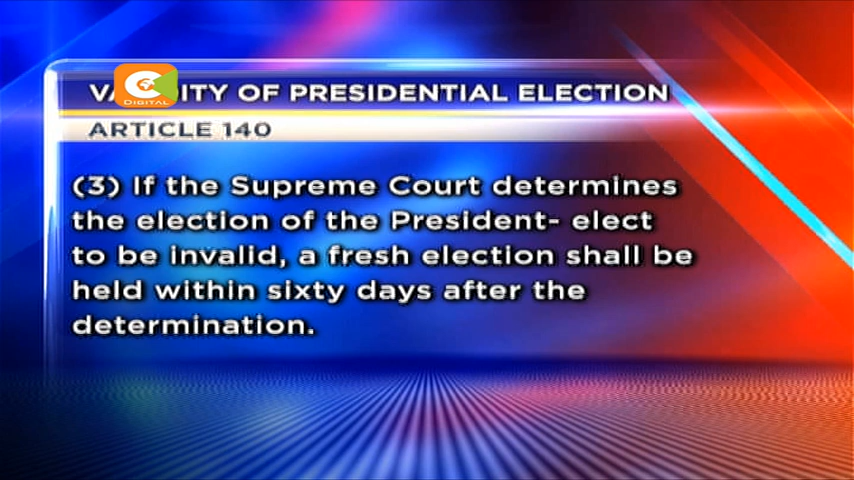 VA ITY OF PRESIDENTIAL ELECTION
DIGITAL
ARTICLE 140
(3) If the Supreme Court determines
the election of the President- elect
to be invalid, a fresh election shall be
held within sixty days after the
determination.